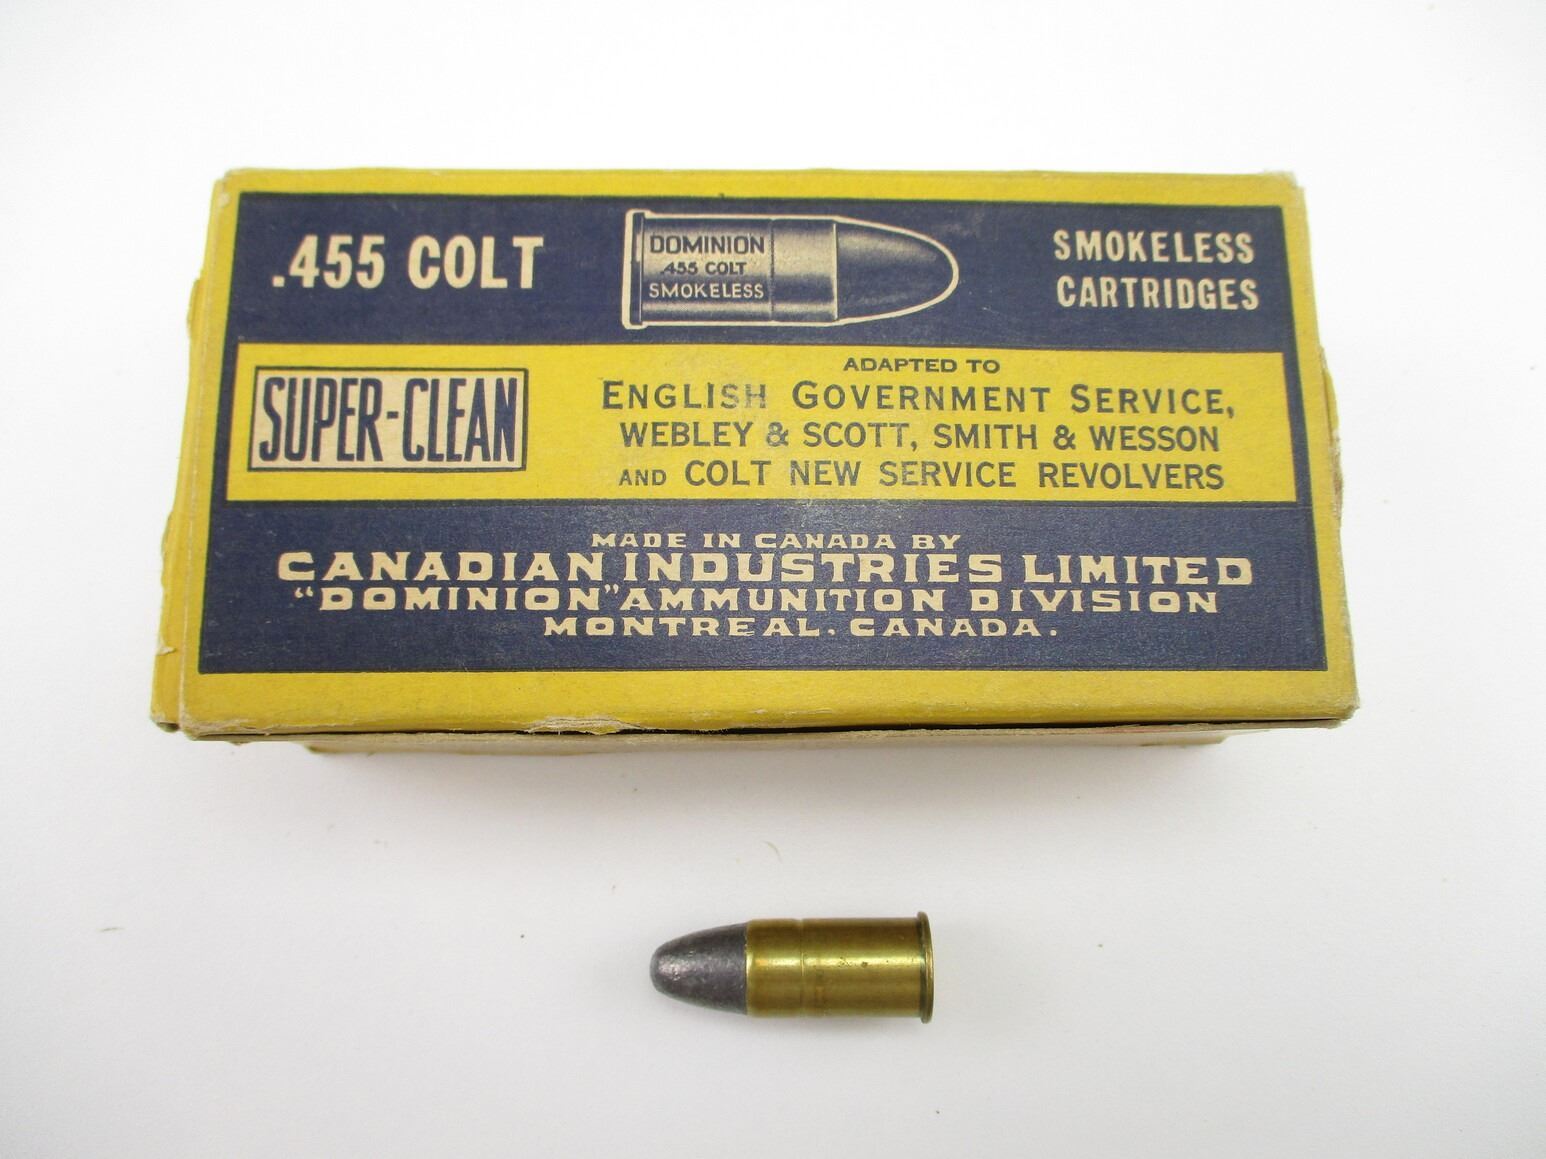 .455 COLT
DOMINION
.455 COLT
SMOKELESS
SMOKELESS
CARTRIDGES
SUPER-CLEAN
ADAPTED TO
ENGLISH GOVERNMENT SERVICE,
WEBLEY & SCOTT, SMITH & WESSON
AND COLT NEW SERVICE REVOLVERS
MADE IN CANADA BY
CANADIAN INDUSTRIES LIMITED
"DOMINION" AMMUNITION DIVISION
MONTREAL. CANADA.